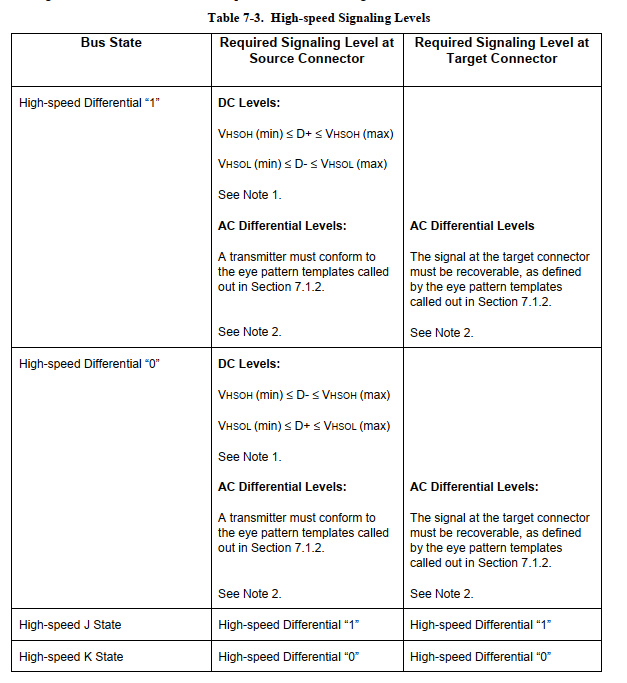 Table 7-3. High-speed Signaling Levels
Bus State
Required Signaling Level at
Source Connector
Required Signaling Level at
Target Connector
High-speed Differential “1”
DC Levels:
VHSOH (min) ≤ D+ ≤ VHSOH (max)
VHSOL (min) ≤ D- ≤ VHSOL (max)
See Note 1.
AC Differential Levels:
A transmitter must conform to
the eye pattern templates called
out in Section 7.1.2.
See Note 2.
AC Differential Levels
The signal at the target connector
must be recoverable, as defined
by the eye pattern templates
called out in Section 7.1.2.
See Note 2.
High-speed Differential “0”
DC Levels:
VHSOH (min) ≤ D- ≤ VHSOH (max)
VHSOL (min) ≤ D+ ≤ VHSOL (max)
See Note 1.
AC Differential Levels:
A transmitter must conform to
the eye pattern templates called
out in Section 7.1.2.
See Note 2.
AC Differential Levels:
The signal at the target connector
must be recoverable, as defined
by the eye pattern templates
called out in Section 7.1.2.
See Note 2.
High-speed J State
High-speed Differential “1”
High-speed Differential “1”
High-speed K State
High-speed Differential “0”
High-speed Differential “0”